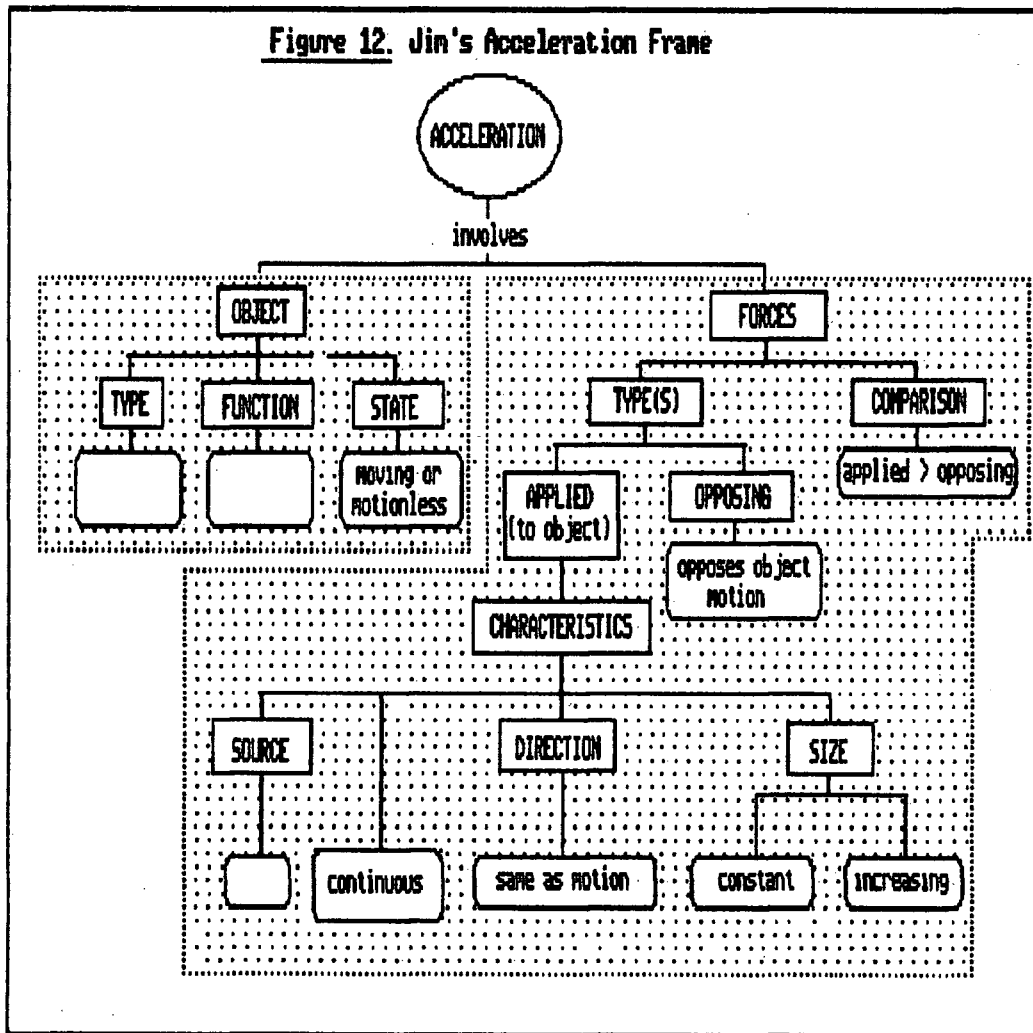 Figure 12. Jim's Acceleration Frame
ACCELERATION
involves
OBJECT
FORCES
TYPE
FUNCTION
STATE
TYPE(S)
COMPARISON
moving or
motionless
applied > opposing
APPLIED
(to object)
OPPOSING
opposes object
motion
CHARACTERISTICS
SOURCE
DIRECTION
SIZE
continuous
same as motion
constant
increasing